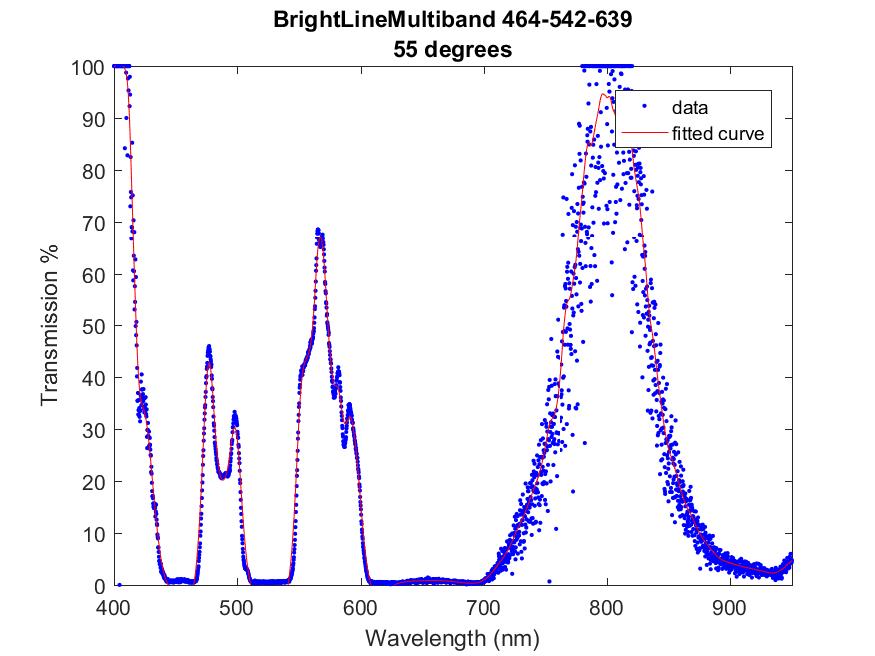 BrightLineMultiband 464-542-639
55 degrees
100
90
80
70
60
50
40
30
20
10
0
Transmission %
data
fitted curve
400 500 600 700 800 900
Wavelength (nm)